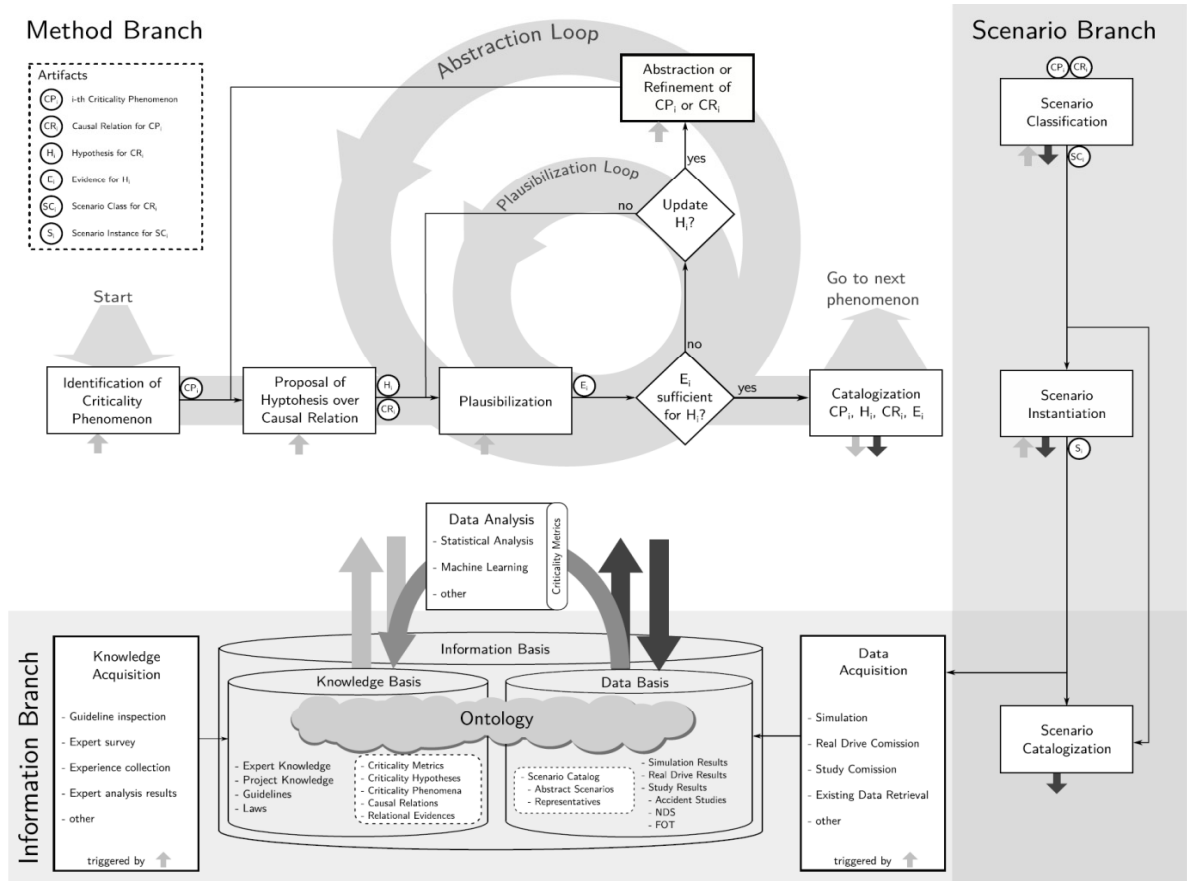 Method Branch
Artifacts
CPi i-th Criticality Phenomenon
CRi Causal Relation for CPi
Hi Hypothesis for CRi
Ei Evidence for Hi
SCi Scenario Class for CRi
Si Scenario Instance for SCi
Abstraction Loop
Plausibilization Loop
Abstraction or
Refinement of
CPi or CRi
yes
no
Update
Hi?
no
Start
Identification of
Criticality
Phenomenon
CPi
Proposal of
Hyptohesis over
Causal Relation
Hi
CRi
Plausibilization
Ei
Ei
sufficient
for Hi?
yes
Go to next
phenomenon
Catalogization
CPi, Hi, CRi, Ei
Scenario Branch
CPi CRi
Scenario
Classification
SCi
Scenario
Instantiation
Si
Scenario
Catalogization
Data Analysis
- Statistical Analysis
- Machine Learning
- other
Criticality Metrics
Information Branch
Knowledge
Acquisition
- Guideline inspection
- Expert survey
- Experience collection
- Expert analysis results
- other
triggered by
Information Basis
Knowledge Basis
Data Basis
Ontology
- Expert Knowledge
- Project Knowledge
- Guidelines
- Laws
- Criticality Metrics
- Criticality Hypotheses
- Criticality Phenomena
- Causal Relations
- Relational Evidences
- Scenario Catalog
- Abstract Scenarios
- Representatives
- Simulation Results
- Real Drive Results
- Study Results
- Accident Studies
- NDS
- FOT
Data
Acquisition
- Simulation
- Real Drive Comission
- Study Comission
- Existing Data Retrieval
- other
triggered by